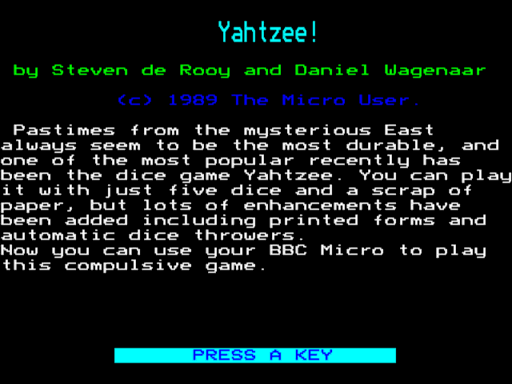 Yahtzee!
by Steven de Rooy and Daniel Wagenaar
(c) 1989 The Micro User.
Pastimes from the mysterious East
always seem to be the most durable, and
one of the most popular recently has
been the dice game Yahtzee. You can play
it with just five dice and a scrap of
paper, but lots of enhancements have
been added including printed forms and
automatic dice throwers.
Now you can use your BBC Micro to play
this compulsive game.
PRESS A KEY